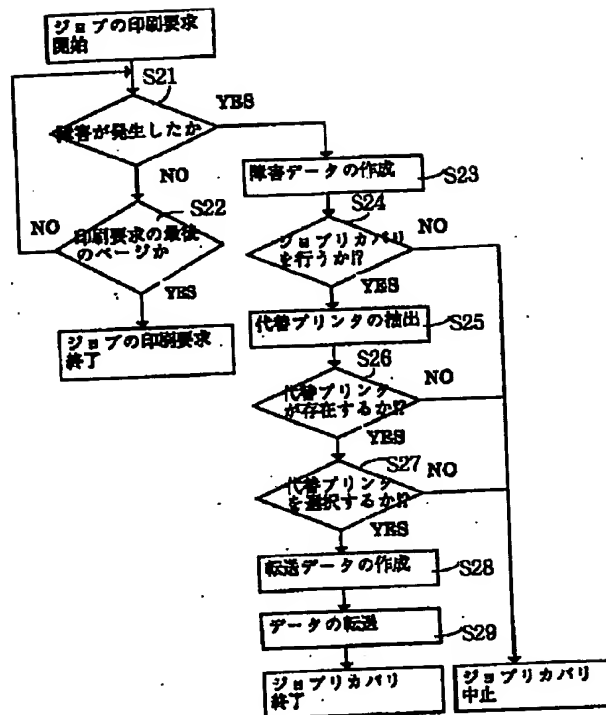 ジョブの印刷要求
開始
S21
YES
障害が発生したか
NO
S22
NO
印刷要求の最後
のページか
YES
ジョブの印刷要求
終了
障害データの作成
S23
S24
ジョブリカバリ
を行うか!?
NO
YES
代替プリンタの抽出
S25
S26
代替プリンタ
が存在するか!?
NO
YES
S27
代替プリンタ
を選択するか!?
NO
YES
転送データの作成
S28
データの転送
S29
ジョブリカバリ
終了
ジョブリカバリ
中止